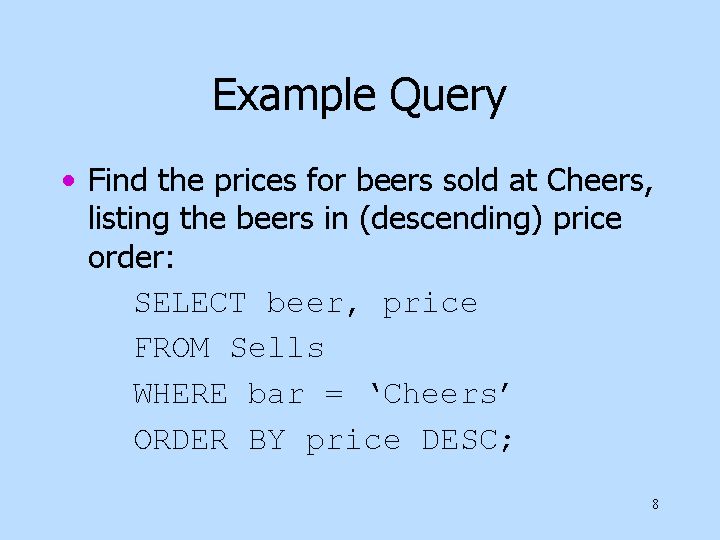 Example Query
• Find the prices for beers sold at Cheers,
listing the beers in (descending) price
order:
SELECT beer, price
FROM Sells
WHERE bar = ‘Cheers’
ORDER BY price DESC;
8